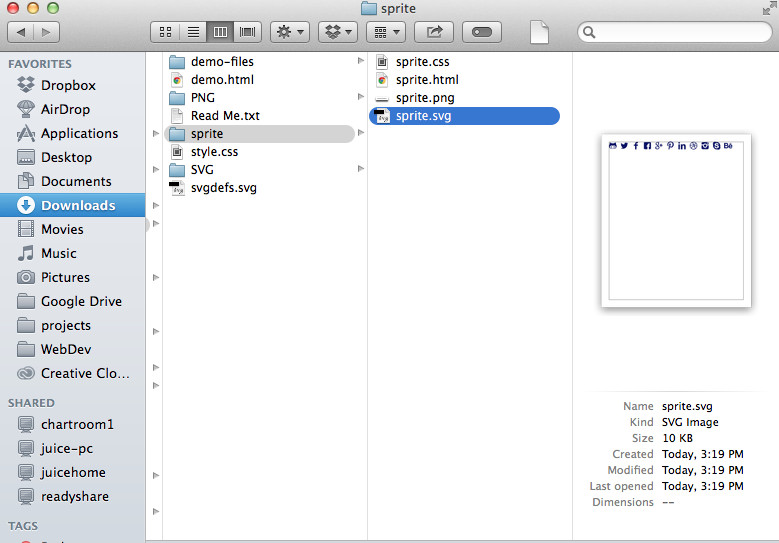 sprite
FAVORITES
Dropbox
AirDrop
Applications
Desktop
Documents
Downloads
Movies
Music
Pictures
Google Drive
projects
WebDev
Creative Clo...
SHARED
chartroom1
juice-pc
juicehome
readyshare
TAGS
demo-files
demo.html
PNG
Read Me.txt
sprite
style.css
SVG
svgdefs.svg
sprite.css
sprite.html
sprite.png
sprite.svg
Name sprite.svg
Kind SVG Image
Size 10 KB
Created Today, 3:19 PM
Modified Today, 3:19 PM
Last opened Today, 3:19 PM
Dimensions --